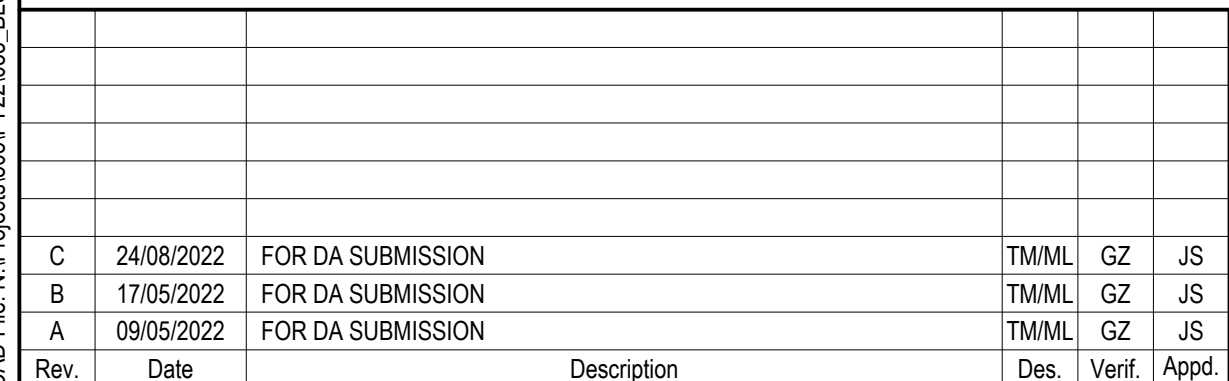 C 24/08/2022 FOR DA SUBMISSION TM/ML GZ JS
B 17/05/2022 FOR DA SUBMISSION TM/ML GZ JS
A 09/05/2022 FOR DA SUBMISSION TM/ML GZ JS
Rev. Date Description Des. Verif. Appd.